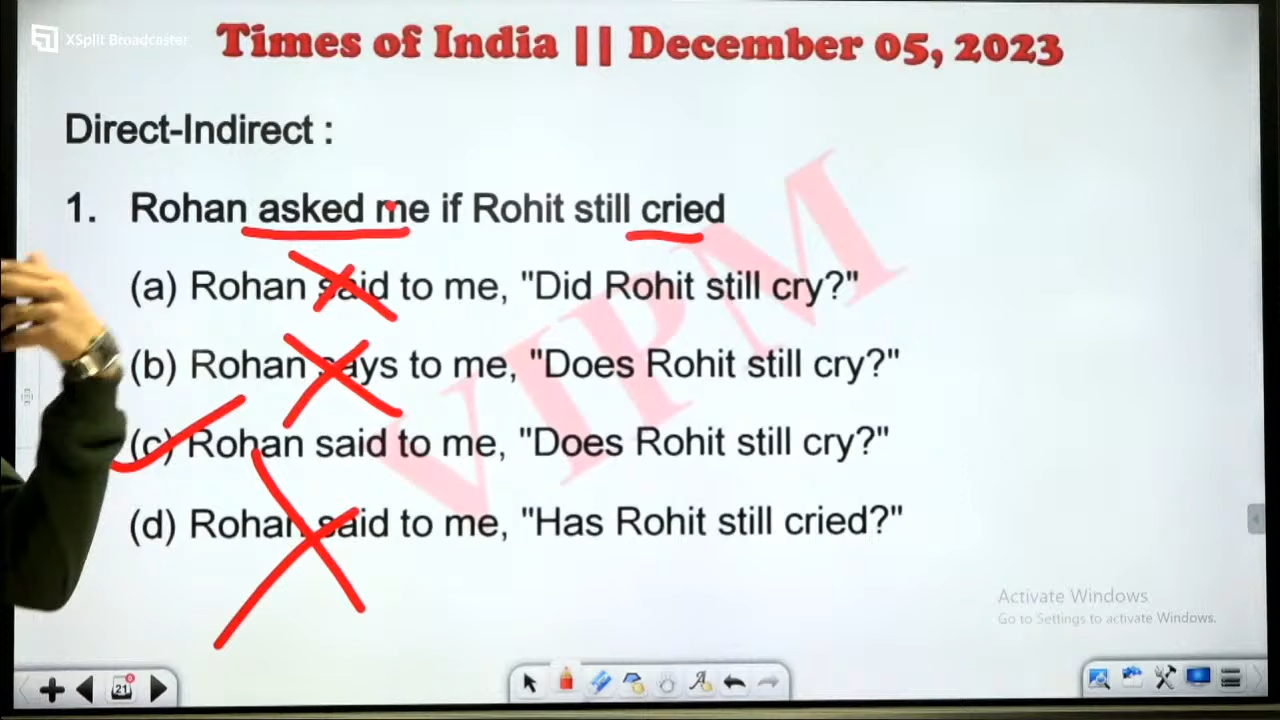 XSplit Broadcaster
Times of India || December 05, 2023
Direct-Indirect :
1. Rohan asked me if Rohit still cried
(a) Rohan said to me, "Did Rohit still cry?"
(b) Rohan says to me, "Does Rohit still cry?"
(c) Rohan said to me, "Does Rohit still cry?"
(d) Rohan said to me, "Has Rohit still cried?"
VIPM
Activate Windows
Go to Settings to activate Windows.
21